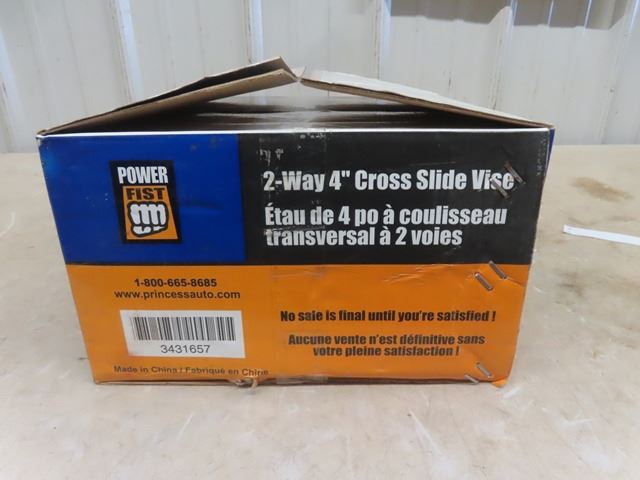 POWER
FIST
2-Way 4" Cross Slide Vise
Étau de 4 po à coulisseau
transversal à 2 voies
1-800-665-8685
www.princessauto.com
3431657
Made in China / Fabriqué en Chine
No sale is final until you're satisfied !
Aucune vente n'est définitive sans
votre pleine satisfaction !